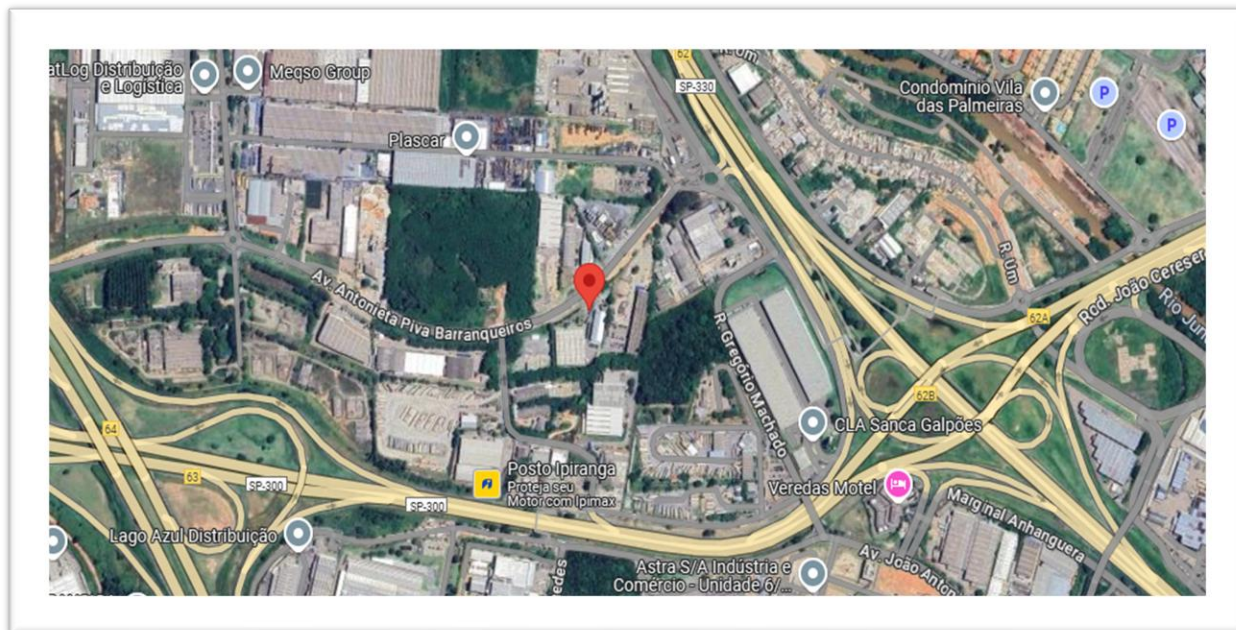 62
R. Um
SP-330
Distribuição
e Logística
Meqso Group
Condomínio Vila
das Palmeiras
P
P
Plascar
R. Um
Av. Antonieta Piva Barranqueiros
Rod. João Cereser
62A
R. Gregório Machado
62B
64
CLA Sanca Galpões
63
SP-300
Posto Ipiranga
Proteja seu
Motor com Ipimax
Veredas Motel
SP-300
Marginal Anhanguera
Lago Azul Distribuição
Astra S/A Indústria e
Comércio - Unidade 6/...
Av. João Anton